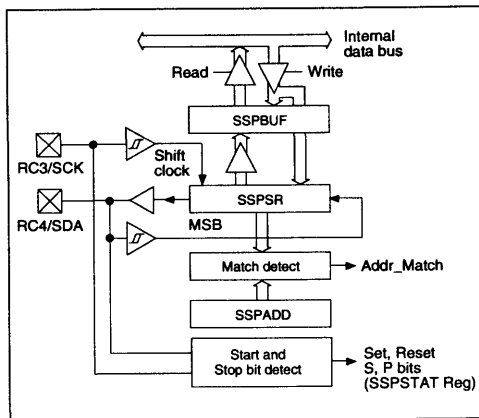 Internal
data bus
Read
Write
SSPBUF
RC3/SCK
Shift
clock
SSPSR
RC4/SDA
MSB
Match detect
Addr_Match
SSPADD
Start and
Stop bit detect
Set, Reset
S, P bits
(SSPSTAT Reg)